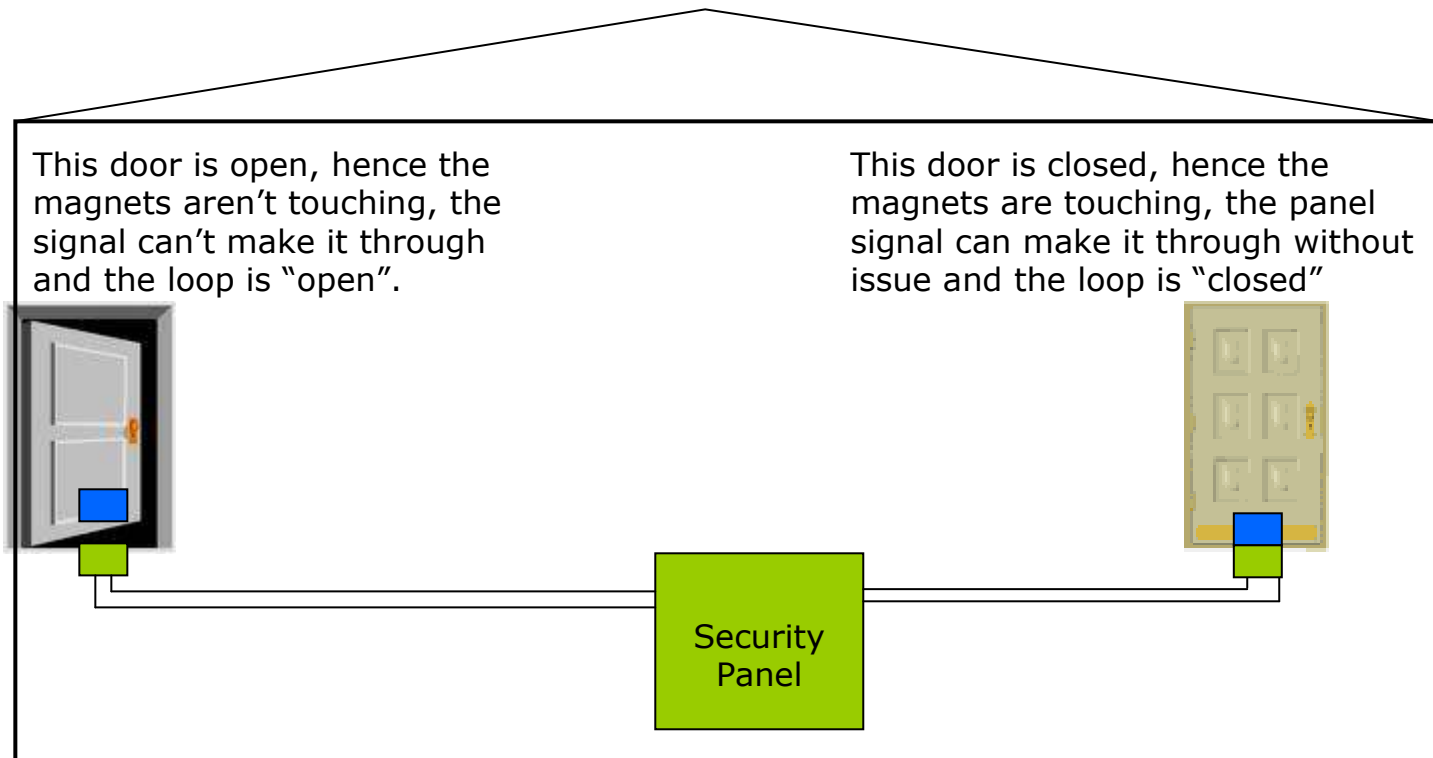 This door is open, hence the
magnets aren’t touching, the
signal can’t make it through
and the loop is “open”.
This door is closed, hence the
magnets are touching, the panel
signal can make it through without
issue and the loop is “closed”
Security
Panel